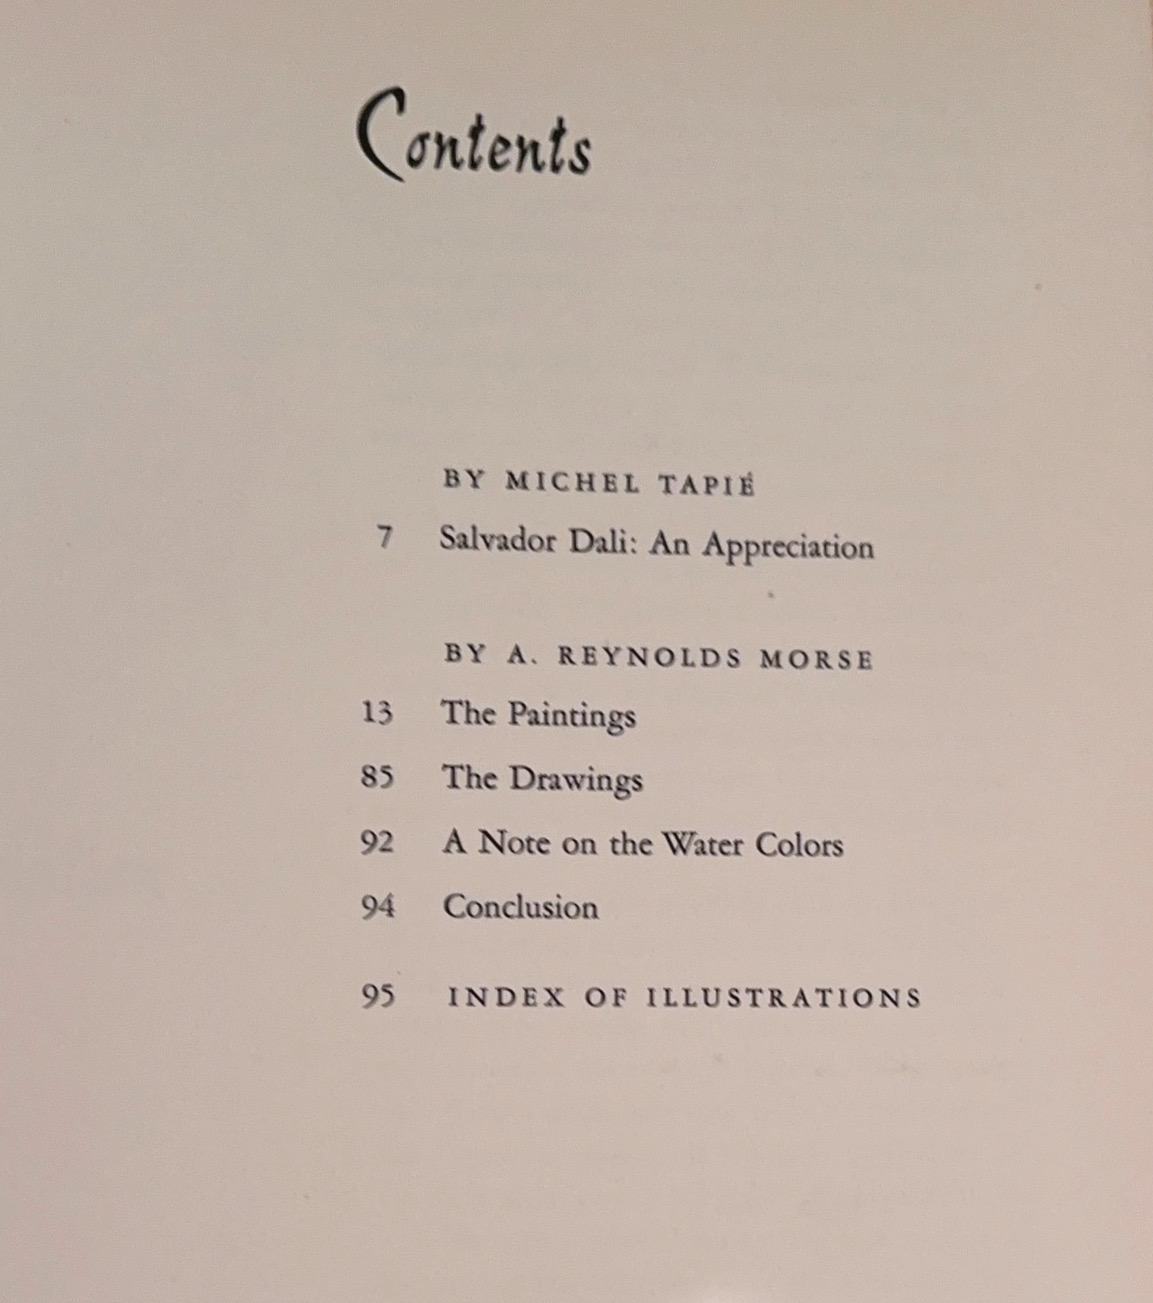 Contents
BY MICHEL TAPIÉ
7 Salvador Dali: An Appreciation
BY A. REYNOLDS MORSE
13 The Paintings
85 The Drawings
92 A Note on the Water Colors
94 Conclusion
95 INDEX OF ILLUSTRATIONS